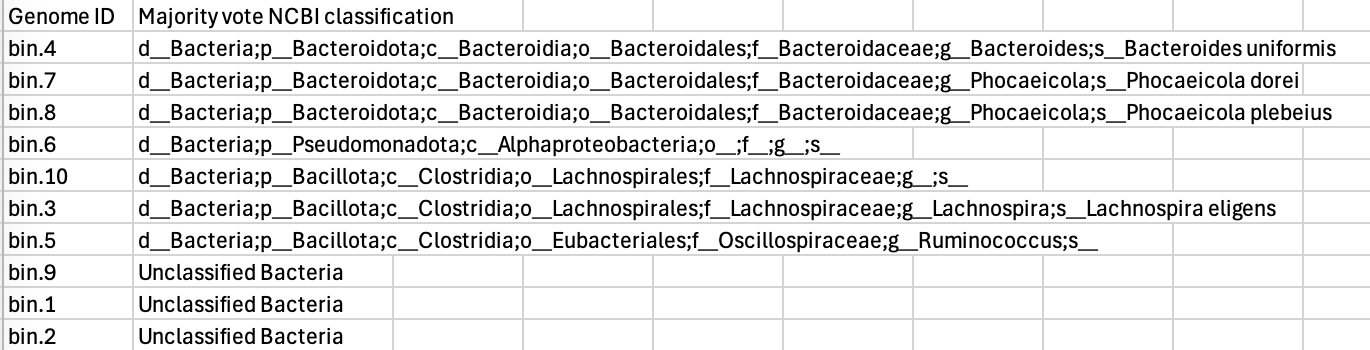 Genome ID Majority vote NCBI classification
bin.4 d__Bacteria;p__Bacteroidota;c__Bacteroidia;o__Bacteroidales;f__Bacteroidaceae;g__Bacteroides;s__Bacteroides uniformis
bin.7 d__Bacteria;p__Bacteroidota;c__Bacteroidia;o__Bacteroidales;f__Bacteroidaceae;g__Phocaeicola;s__Phocaeicola dorei
bin.8 d__Bacteria;p__Bacteroidota;c__Bacteroidia;o__Bacteroidales;f__Bacteroidaceae;g__Phocaeicola;s__Phocaeicola plebeius
bin.6 d__Bacteria;p__Pseudomonadota;c__Alphaproteobacteria;o__;f__;g__;s__
bin.10 d__Bacteria;p__Bacillota;c__Clostridia;o__Lachnospirales;f__Lachnospiraceae;g__;s__
bin.3 d__Bacteria;p__Bacillota;c__Clostridia;o__Lachnospirales;f__Lachnospiraceae;g__Lachnospira;s__Lachnospira eligens
bin.5 d__Bacteria;p__Bacillota;c__Clostridia;o__Eubacteriales;f__Oscillospiraceae;g__Ruminococcus;s__
bin.9 Unclassified Bacteria
bin.1 Unclassified Bacteria
bin.2 Unclassified Bacteria